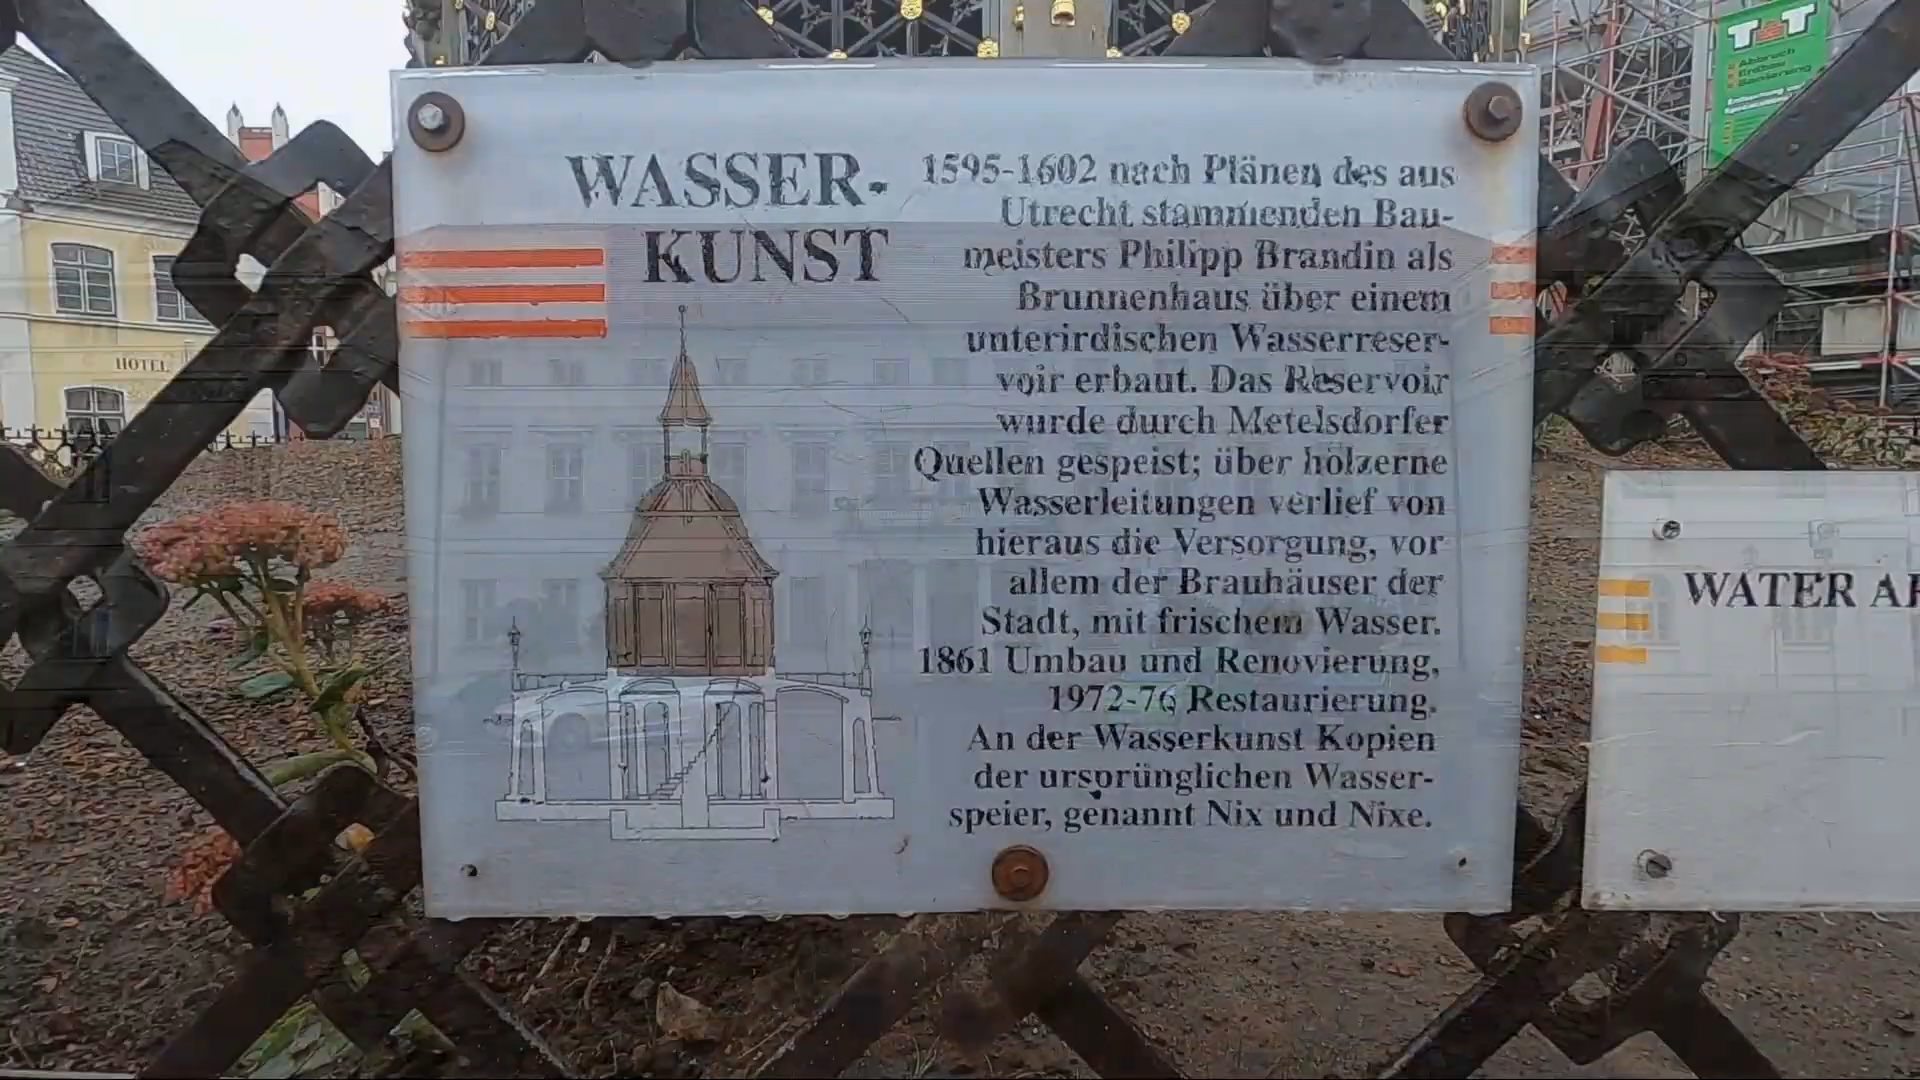 WASSER-
KUNST
1595-1602 nach Plänen des aus
Utrecht stammenden Bau-
meisters Philipp Brandin als
Brunnenhaus über einem
unterirdischen Wasserreser-
voir erbaut. Das Reservoir
wurde durch Metelsdorfer
Quellen gespeist; über hölzerne
Wasserleitungen verlief von
hieraus die Versorgung, vor
allem der Brauhäuser der
Stadt, mit frischem Wasser.
1861 Umbau und Renovierung,
1972-76 Restaurierung.
An der Wasserkunst Kopien
der ursprünglichen Wasser-
speier, genannt Nix und Nixe.
WATER
HOTEL
Abbruch
Erdbau
Sanierung